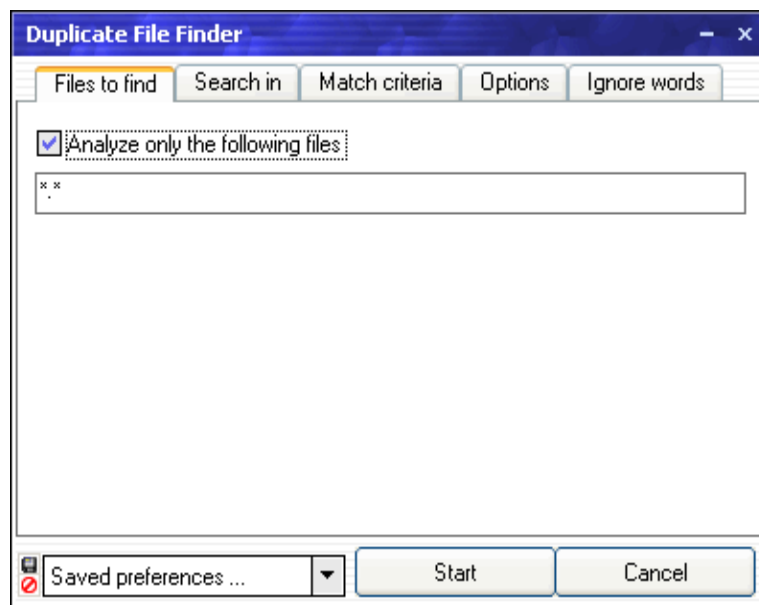 Duplicate File Finder
Files to find Search in Match criteria Options Ignore words
Analyze only the following files
*.*
Saved preferences ... Start Cancel